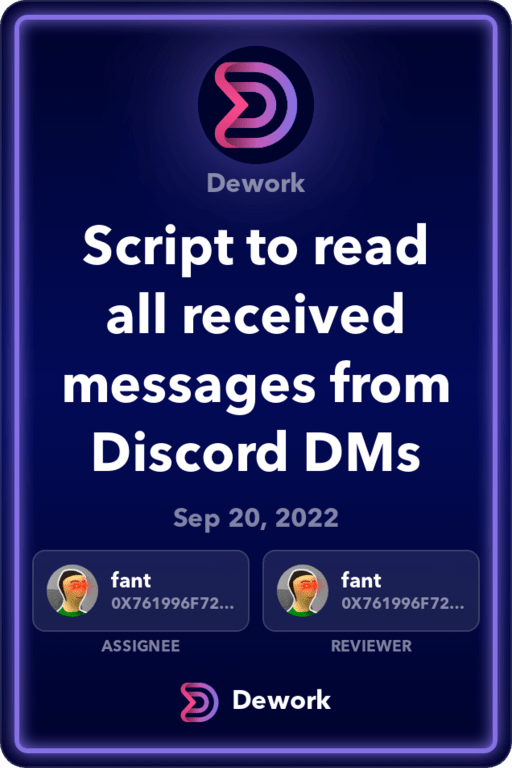 Dework
Script to read
all received
messages from
Discord DMs
Sep 20, 2022
fant
0X761996F72...
ASSIGNEE
fant
0X761996F72...
REVIEWER
Dework